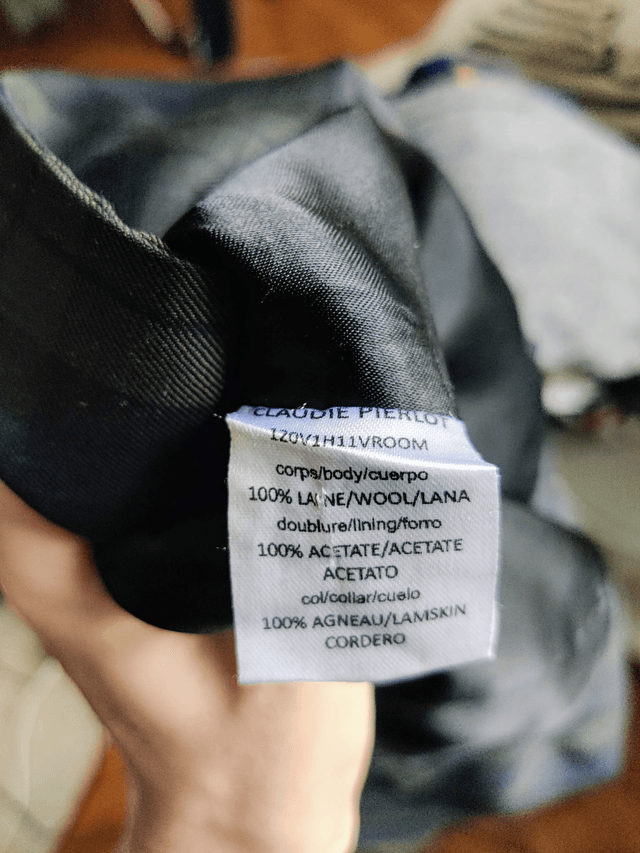 CLAUDIE PIERLOT
120V1H11VROOM
corps/body/cuerpo
100% LAINE/WOOL/LANA
doublure/lining/forro
100% ACETATE/ACETATE
ACETATO
col/collar/cuelo
100% AGNEAU/LAMSKIN
CORDERO